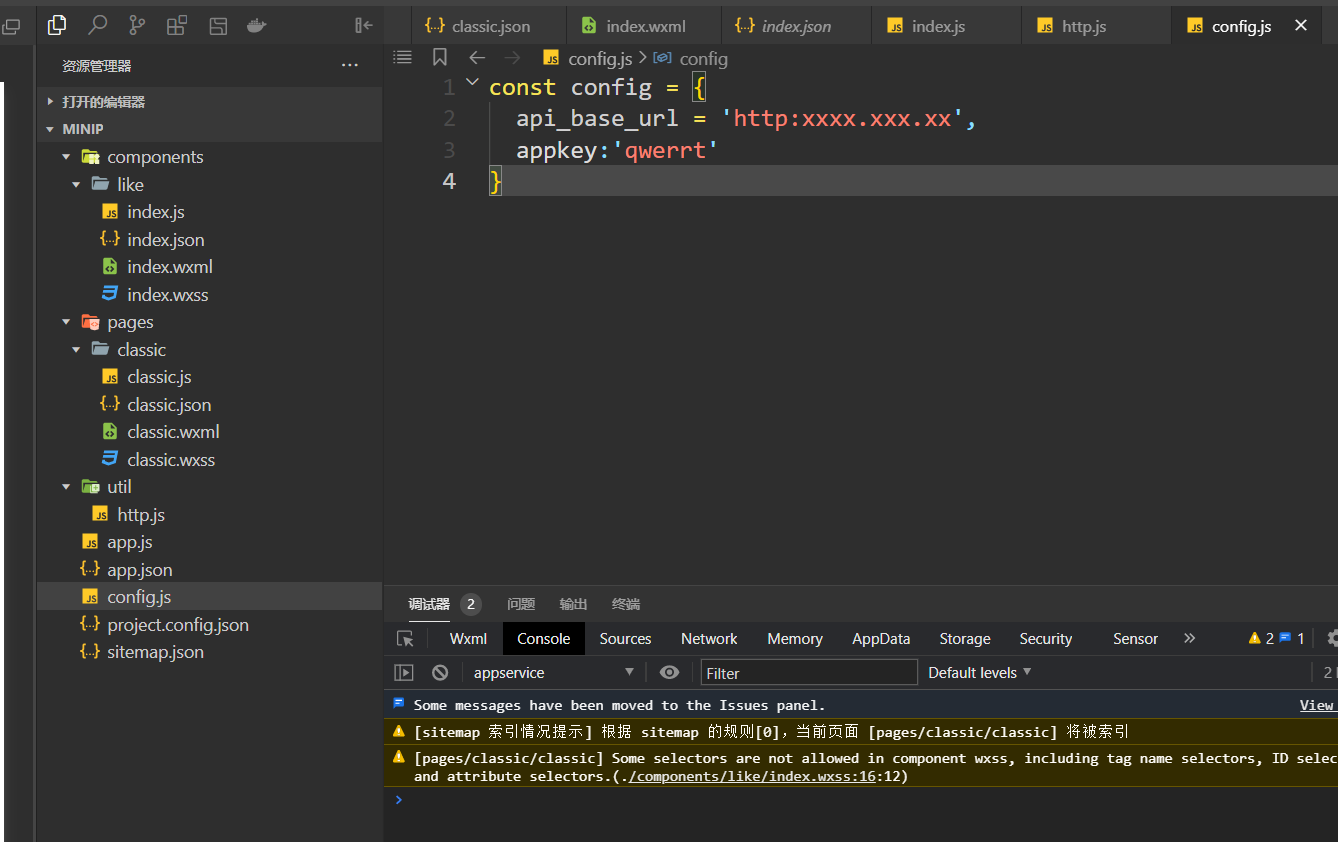 classic.json
index.wxml
index.json
index.js
http.js
config.js
资源管理器
config.js
config
打开的编辑器
MINIP
components
like
index.js
index.json
index.wxml
index.wxss
pages
classic
classic.js
classic.json
classic.wxml
classic.wxss
util
http.js
app.js
app.json
config.js
project.config.json
sitemap.json
1 const config = {
2 api_base_url = 'http:xxxx.xxx.xx',
3 appkey:'qwerrt'
4 }
调试器 2 问题 输出 终端
Wxml Console Sources Network Memory AppData Storage Security Sensor 2 1
appservice Filter Default levels 2
Some messages have been moved to the Issues panel. View
[sitemap 索引情况提示] 根据 sitemap 的规则[0]，当前页面 [pages/classic/classic] 将被索引
[pages/classic/classic] Some selectors are not allowed in component wxss, including tag name selectors, ID selec
and attribute selectors.(./components/like/index.wxss:16:12)